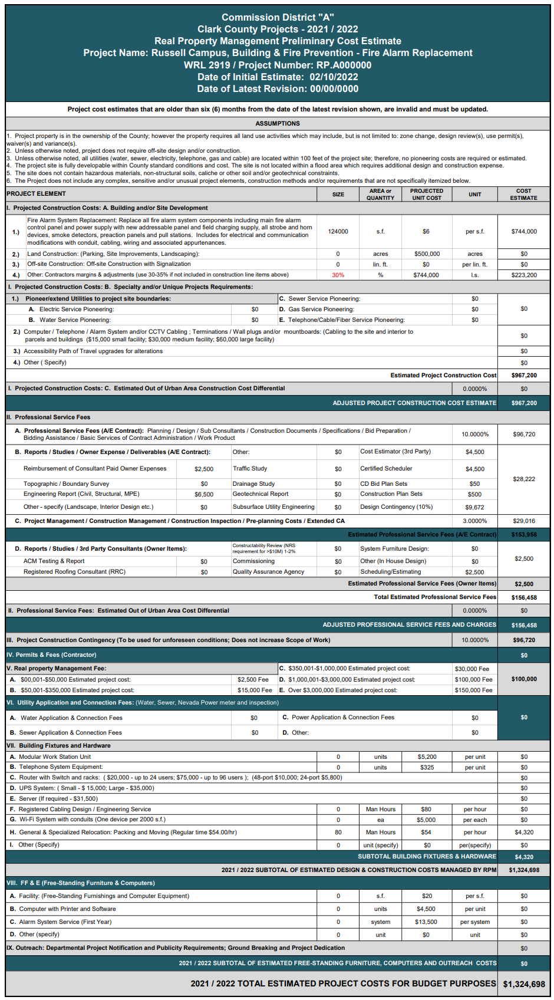 Commission District "A"
Clark County Projects - 2021 / 2022
Real Property Management Preliminary Cost Estimate
Project Name: Russell Campus, Building & Fire Prevention - Fire Alarm Replacement
WRL 2919 / Project Number: RP.A000000
Date of Initial Estimate: 02/10/2022
Date of Latest Revision: 00/00/0000
Project cost estimates that are older than six (6) months from the date of the latest revision shown, are invalid and must be updated.
ASSUMPTIONS
1. Project property is in the ownership of the County; however the property requires all land use activities which may include, but is not limited to: zone change, design review(s), use permit(s),
waiver(s) and variance(s).
2. Unless otherwise noted, project does not require off-site design and/or construction.
3. Unless otherwise noted, all utilities (water, sewer, electricity, telephone, gas and cable) are located within 100 feet of the project site; therefore, no pioneering costs are required or estimated.
4. The project site is fully developable within County standard conditions and cost. The site is not located within a flood area which requires additional design and construction expense.
5. The site does not contain hazardous materials, non-structural soils, caliche or other soil and/or geotechnical constraints.
6. The Project does not include any complex, sensitive and/or unusual project elements, construction methods and/or requirements that are not specifically itemized below.
PROJECT ELEMENT SIZE AREA or QUANTITY PROJECTED UNIT COST UNIT COST ESTIMATE
I. Projected Construction Costs: A. Building and/or Site Development
1.) Fire Alarm System Replacement: Replace all fire alarm system components including main fire alarm
control panel and power supply with new addressable panel and field charging supply, all strobe and horn
devices, smoke detectors, preaction panels and pull stations. Includes for electrical and communication
modifications with conduit, cabling, wiring and associated appurtenances.
124000 s.f. $6 per s.f. $744,000
2.) Land Construction: (Parking, Site Improvements, Landscaping): 0 acres $500,000 acres $0
3.) Off-site Construction: Off-site Construction with Signalization 0 lin. ft. $0 per lin. ft. $0
4.) Other: Contractors margins & adjustments (use 30-35% if not included in construction line items above) 30% % $744,000 l.s. $223,200
I. Projected Construction Costs: B. Specialty and/or Unique Projects Requirements:
1.) Pioneer/extend Utilities to project site boundaries: C. Sewer Service Pioneering: $0
A. Electric Service Pioneering: $0 D. Gas Service Pioneering: $0 $0
B. Water Service Pioneering: $0 E. Telephone/Cable/Fiber Service Pioneering: $0
2.) Computer / Telephone / Alarm System and/or CCTV Cabling ; Terminations / Wall plugs and/or mountboards: (Cabling to the site and interior to
parcels and buildings ($15,000 small facility; $30,000 medium facility; $60,000 large facility) $0
3.) Accessibility Path of Travel upgrades for alterations $0
4.) Other ( Specify) $0
Estimated Project Construction Cost $967,200
I. Projected Construction Costs: C. Estimated Out of Urban Area Construction Cost Differential 0.0000% $0
ADJUSTED PROJECT CONSTRUCTION COST ESTIMATE $967,200
II. Professional Service Fees
A. Professional Service Fees (A/E Contract): Planning / Design / Sub Consultants / Construction Documents / Specifications / Bid Preparation /
Bidding Assistance / Basic Services of Contract Administration / Work Product 10.0000% $96,720
B. Reports / Studies / Owner Expense / Deliverables (A/E Contract): Other: $0 Cost Estimator (3rd Party) $4,500
Reimbursement of Consultant Paid Owner Expenses $2,500 Traffic Study $0 Certified Scheduler $4,500
$28,222
Topographic / Boundary Survey $0 Drainage Study $0 CD Bid Plan Sets $50
Engineering Report (Civil, Structural, MPE) $6,500 Geotechnical Report $0 Construction Plan Sets $500
Other - specify (Landscape, Interior Design etc.) $0 Subsurface Utility Engineering $0 Design Contingency (10%) $9,672
C. Project Management / Construction Management / Construction Inspection / Pre-planning Costs / Extended CA 3.0000% $29,016
Estimated Professional Service Fees (A/E Contract) $153,958
D. Reports / Studies / 3rd Party Consultants (Owner Items): Constructability Review (NRS requirement for >$10M) 1-2% $0 System Furniture Design: $0
ACM Testing & Report $0 Commissioning $0 Other (In House Design) $0 $2,500
Registered Roofing Consultant (RRC) $0 Quality Assurance Agency $0 Scheduling/Estimating $2,500
Estimated Professional Service Fees (Owner Items) $2,500
Total Estimated Professional Service Fees $156,458
II. Professional Service Fees: Estimated Out of Urban Area Cost Differential 0.0000% $0
ADJUSTED PROFESSIONAL SERVICE FEES AND CHARGES $156,458
III. Project Construction Contingency (To be used for unforeseen conditions; Does not increase Scope of Work) 10.0000% $96,720
IV. Permits & Fees (Contractor) $0
V. Real property Management Fee: C. $350,001-$1,000,000 Estimated project cost: $30,000 Fee
A. $00,001-$50,000 Estimated project cost: $2,500 Fee D. $1,000,001-$3,000,000 Estimated project cost: $100,000 Fee $100,000
B. $50,001-$350,000 Estimated project cost: $15,000 Fee E. Over $3,000,000 Estimated project cost: $150,000 Fee
VI. Utility Application and Connection Fees: (Water, Sewer, Nevada Power meter and inspection)
A. Water Application & Connection Fees $0 C. Power Application & Connection Fees $0 $0
B. Sewer Application & Connection Fees $0 D. Other: $0
VII. Building Fixtures and Hardware
A. Modular Work Station Unit 0 units $5,200 per unit $0
B. Telephone System Equipment: 0 units $325 per unit $0
C. Router with Switch and racks: ( $20,000 - up to 24 users; $75,000 - up to 96 users ); (48-port $10,000; 24-port $5,800) $0
D. UPS System: ( Small - $ 15,000; Large - $35,000) $0
E. Server (If required - $31,500) $0
F. Registered Cabling Design / Engineering Service 0 Man Hours $80 per hour $0
G. Wi-Fi System with conduits (One device per 2000 s.f.) 0 ea $5,000 per each $0
H. General & Specialized Relocation: Packing and Moving (Regular time $54.00/hr) 80 Man Hours $54 per hour $4,320
I. Other (Specify) 0 unit (specify) $0 per(specify) $0
SUBTOTAL BUILDING FIXTURES & HARDWARE $4,320
2021 / 2022 SUBTOTAL OF ESTIMATED DESIGN & CONSTRUCTION COSTS MANAGED BY RPM $1,324,698
VIII. FF & E (Free-Standing Furniture & Computers)
A. Facility: (Free-Standing Furnishings and Computer Equipment) 0 s.f. $20 per s.f. $0
B. Computer with Printer and Software 0 units $4,500 per unit $0
C. Alarm System Service (First Year) 0 system $13,500 per system $0
D. Other (specify) 0 unit $0 unit $0
IX. Outreach: Departmental Project Notification and Publicity Requirements; Ground Breaking and Project Dedication $0
2021 / 2022 SUBTOTAL OF ESTIMATED FREE-STANDING FURNITURE, COMPUTERS AND OUTREACH COSTS $0
2021 / 2022 TOTAL ESTIMATED PROJECT COSTS FOR BUDGET PURPOSES $1,324,698